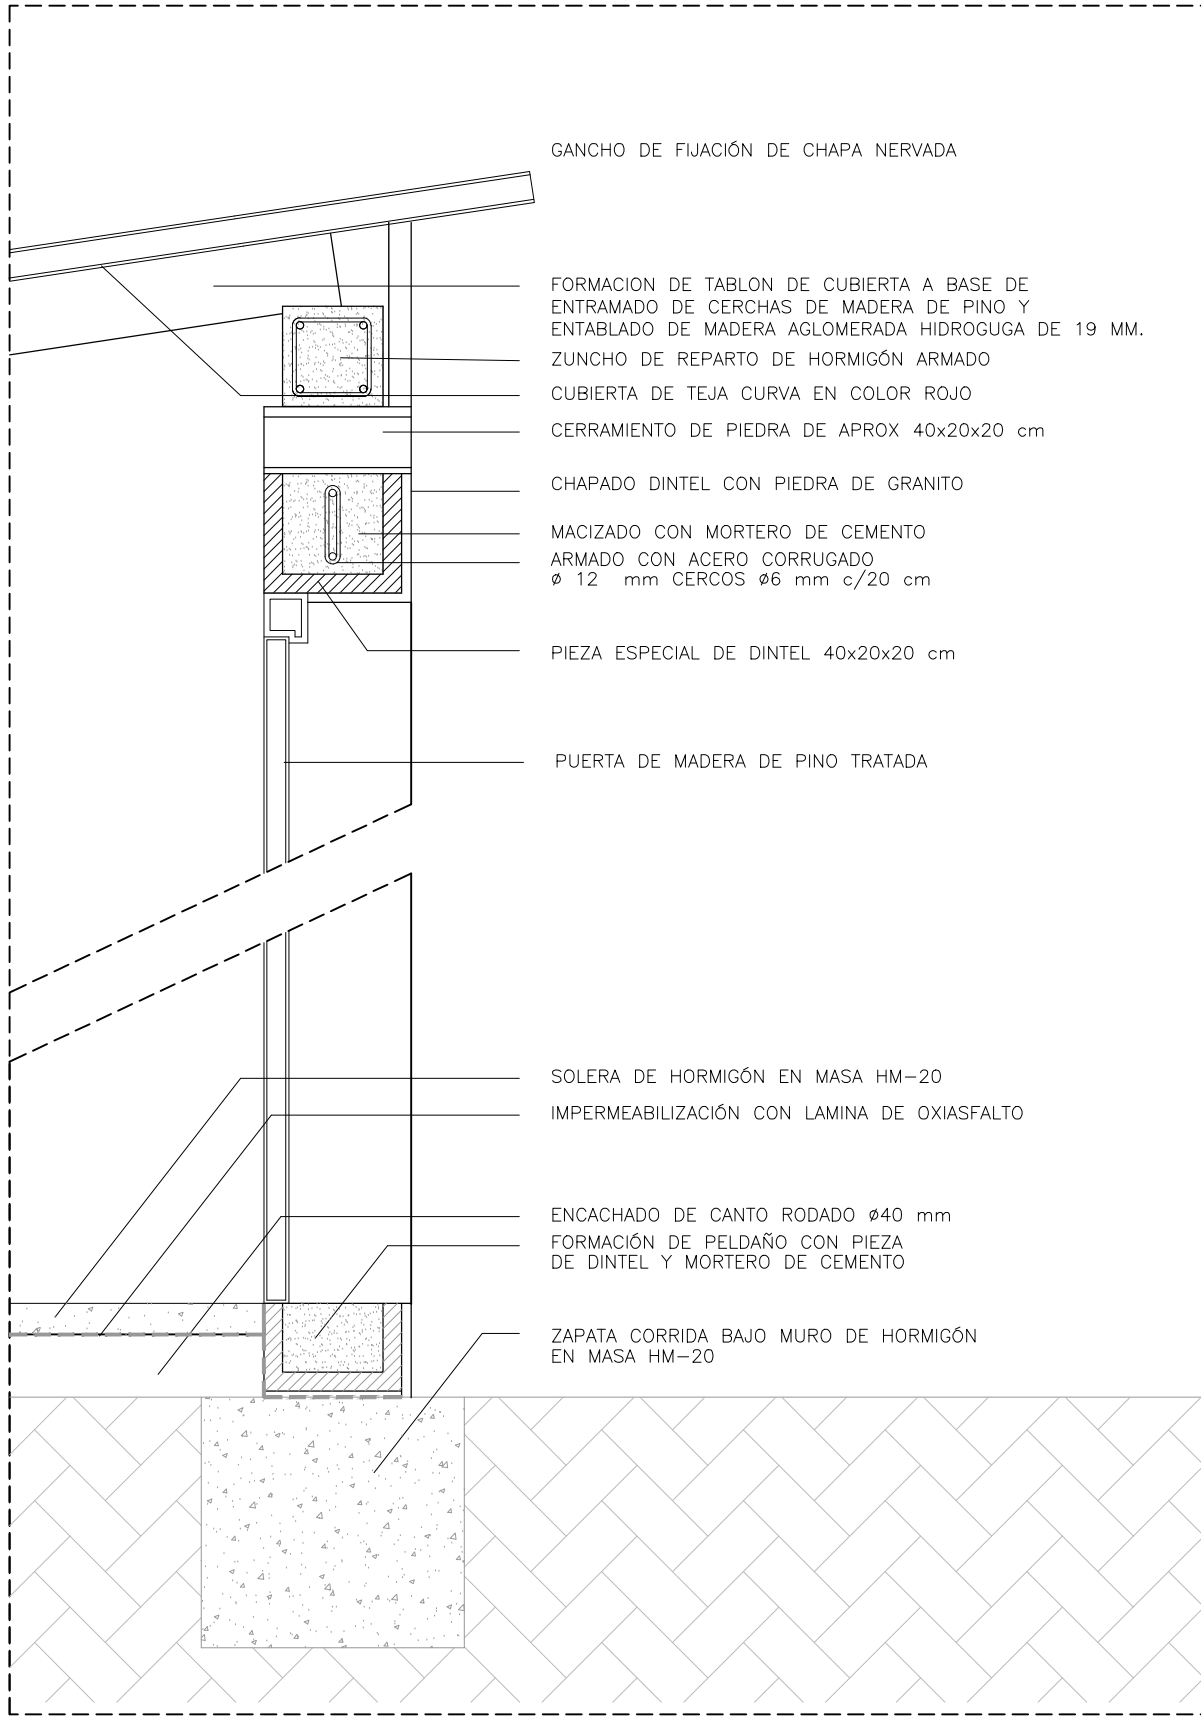 GANCHO DE FIJACIÓN DE CHAPA NERVADA
FORMACION DE TABLON DE CUBIERTA A BASE DE
ENTRAMADO DE CERCHAS DE MADERA DE PINO Y
ENTABLADO DE MADERA AGLOMERADA HIDROGUGA DE 19 MM.
ZUNCHO DE REPARTO DE HORMIGÓN ARMADO
CUBIERTA DE TEJA CURVA EN COLOR ROJO
CERRAMIENTO DE PIEDRA DE APROX 40x20x20 cm
CHAPADO DINTEL CON PIEDRA DE GRANITO
MACIZADO CON MORTERO DE CEMENTO
ARMADO CON ACERO CORRUGADO
ø 12 mm CERCOS ø6 mm c/20 cm
PIEZA ESPECIAL DE DINTEL 40x20x20 cm
PUERTA DE MADERA DE PINO TRATADA
SOLERA DE HORMIGÓN EN MASA HM-20
IMPERMEABILIZACIÓN CON LAMINA DE OXIASFALTO
ENCACHADO DE CANTO RODADO ø40 mm
FORMACIÓN DE PELDAÑO CON PIEZA
DE DINTEL Y MORTERO DE CEMENTO
ZAPATA CORRIDA BAJO MURO DE HORMIGÓN
EN MASA HM-20